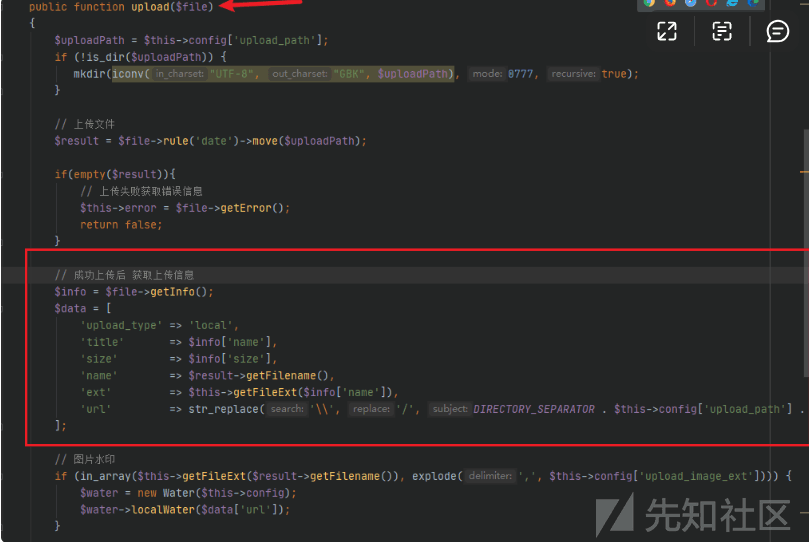 public function upload($file)
{
$uploadPath = $this->config['upload_path'];
if (!is_dir($uploadPath)) {
mkdir(iconv( in_charset: "UTF-8", out_charset: "GBK", $uploadPath), mode: 0777, recursive: true);
}
// 上传文件
$result = $file->rule('date')->move($uploadPath);
if(empty($result)){
// 上传失败获取错误信息
$this->error = $file->getError();
return false;
}
// 成功上传后 获取上传信息
$info = $file->getInfo();
$data = [
'upload_type' => 'local',
'title' => $info['name'],
'size' => $info['size'],
'name' => $result->getFilename(),
'ext' => $this->getFileExt($info['name']),
'url' => str_replace( search: '\\', replace: '/', subject: DIRECTORY_SEPARATOR . $this->config['upload_path'] .
];
// 图片水印
if (in_array($this->getFileExt($result->getFilename()), explode( delimiter: ',', $this->config['upload_image_ext']))) {
$water = new Water($this->config);
$water->localWater($data['url']);
}
先知社区